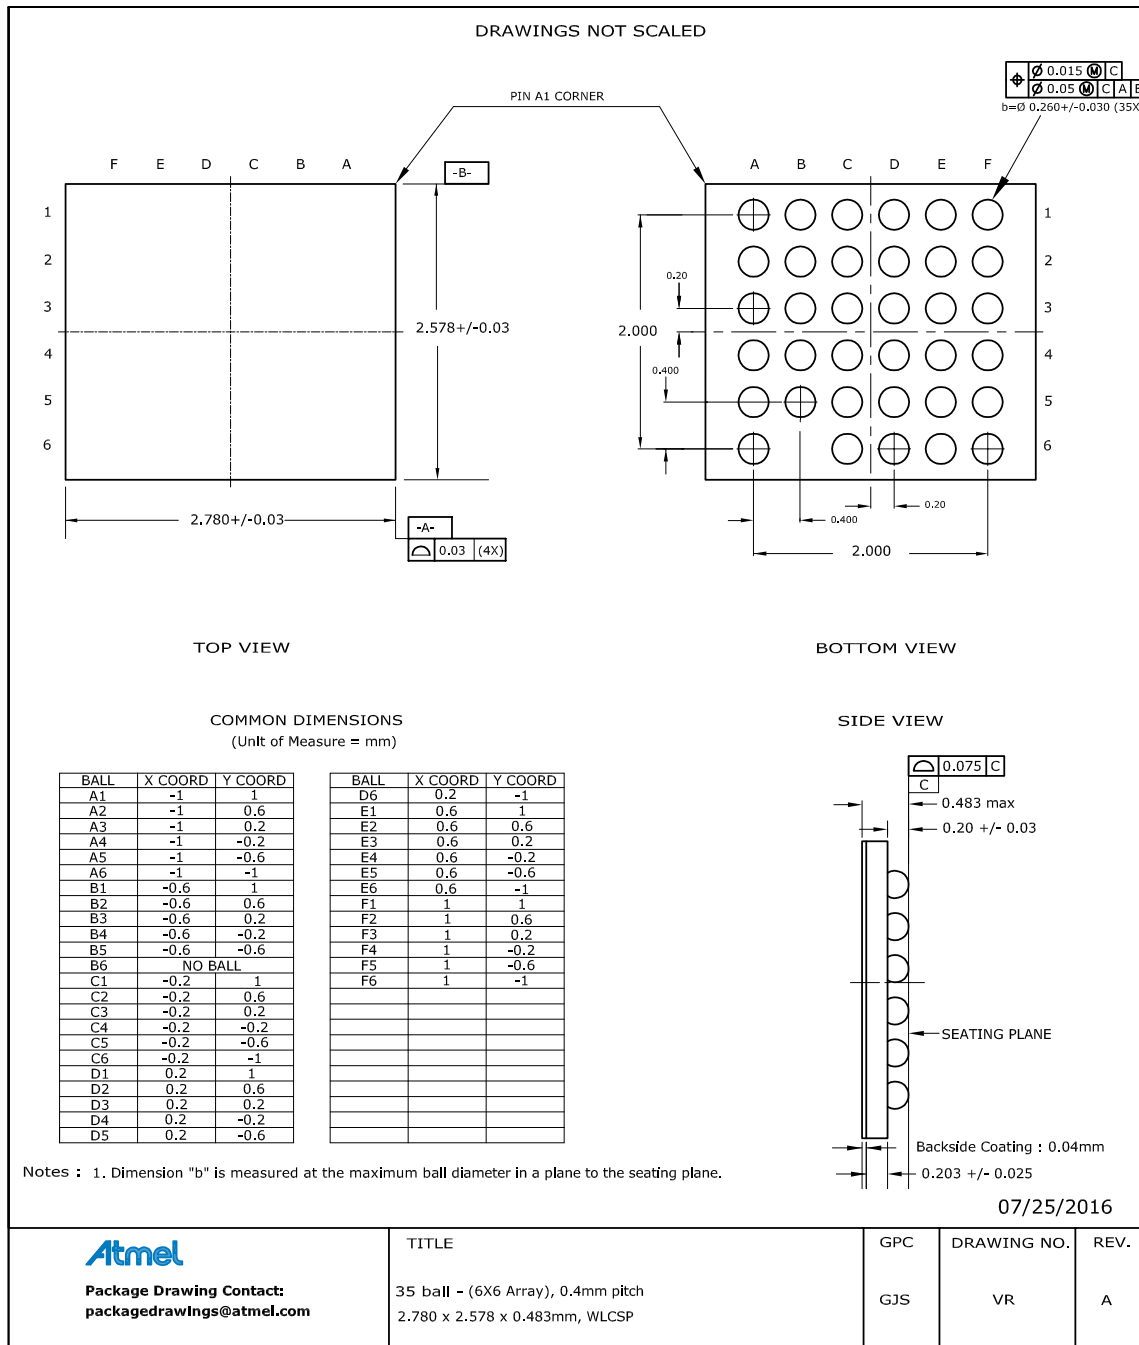 DRAWINGS NOT SCALED
⌀ 0.015 Ⓜ C
⌀ 0.05 Ⓜ C A
b=Ø 0.260+/-0.030 (35X
PIN A1 CORNER
F E D C B A
-B-
A B C D E F
1
2
3
4
5
6
2.578+/-0.03
2.780+/-0.03
-A-
0.03 (4X)
1
2
3
4
5
6
0.20
2.000
0.400
0.20
0.400
2.000
TOP VIEW
BOTTOM VIEW
COMMON DIMENSIONS
(Unit of Measure = mm)
BALL X COORD Y COORD
A1 -1 1
A2 -1 0.6
A3 -1 0.2
A4 -1 -0.2
A5 -1 -0.6
A6 -1 -1
B1 -0.6 1
B2 -0.6 0.6
B3 -0.6 0.2
B4 -0.6 -0.2
B5 -0.6 -0.6
B6 NO BALL
C1 -0.2 1
C2 -0.2 0.6
C3 -0.2 0.2
C4 -0.2 -0.2
C5 -0.2 -0.6
C6 -0.2 -1
D1 0.2 1
D2 0.2 0.6
D3 0.2 0.2
D4 0.2 -0.2
D5 0.2 -0.6
BALL X COORD Y COORD
D6 0.2 -1
E1 0.6 1
E2 0.6 0.6
E3 0.6 0.2
E4 0.6 -0.2
E5 0.6 -0.6
E6 0.6 -1
F1 1 1
F2 1 0.6
F3 1 0.2
F4 1 -0.2
F5 1 -0.6
F6 1 -1
SIDE VIEW
0.075 C
C
0.483 max
0.20 +/- 0.03
SEATING PLANE
Backside Coating : 0.04mm
0.203 +/- 0.025
Notes : 1. Dimension "b" is measured at the maximum ball diameter in a plane to the seating plane.
07/25/2016
Atmel
Package Drawing Contact:
packagedrawings@atmel.com
TITLE
35 ball - (6X6 Array), 0.4mm pitch
2.780 x 2.578 x 0.483mm, WLCSP
GPC
GJS
DRAWING NO.
VR
REV.
A